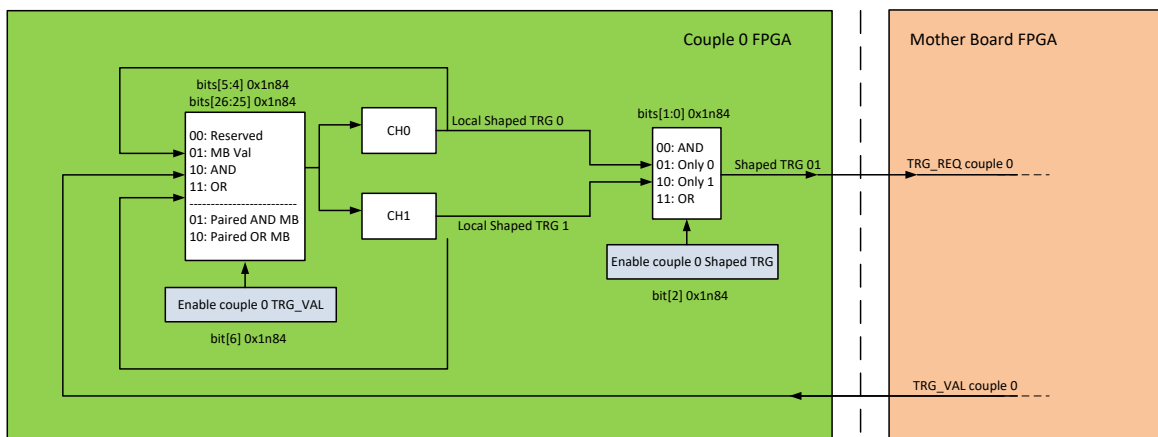 Couple 0 FPGA
Mother Board FPGA
bits[5:4] 0x1n84
bits[26:25] 0x1n84
00: Reserved
01: MB Val
10: AND
11: OR
--------------------------
01: Paired AND MB
10: Paired OR MB
Enable couple 0 TRG_VAL
bit[6] 0x1n84
CH0
CH1
Local Shaped TRG 0
Local Shaped TRG 1
bits[1:0] 0x1n84
00: AND
01: Only 0
10: Only 1
11: OR
Enable couple 0 Shaped TRG
bit[2] 0x1n84
Shaped TRG 01
TRG_REQ couple 0
TRG_VAL couple 0